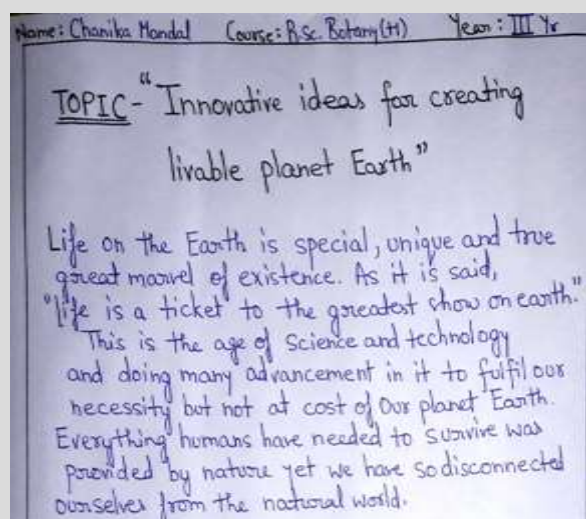 Name: Chanika Mondal Course: B.Sc. Botany (H) Year: III Yr
TOPIC - "Innovative ideas for creating
livable planet Earth"
Life on the Earth is special, unique and true
great marvel of existence. As it is said,
"life is a ticket to the greatest show on earth."
This is the age of science and technology
and doing many advancement in it to fulfil our
necessity but not at cost of our planet Earth.
Everything humans have needed to survive was
provided by nature yet we have so disconnected
ourselves from the natural world.